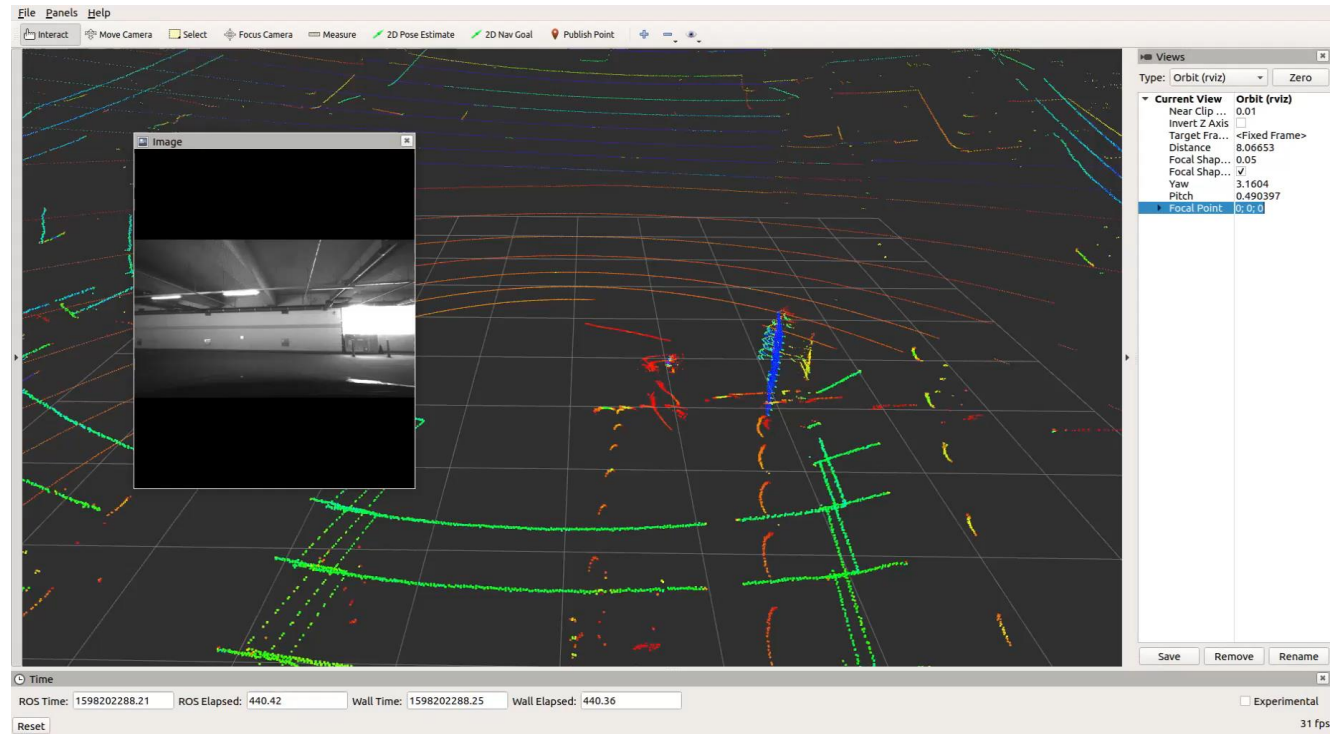 File Panels Help
Interact Move Camera Select Focus Camera Measure 2D Pose Estimate 2D Nav Goal Publish Point
Views
Type: Orbit (rviz) Zero
Current View Orbit (rviz)
Near Clip ... 0.01
Invert Z Axis
Target Fra... <Fixed Frame>
Distance 8.06653
Focal Shap... 0.05
Focal Shap...
Yaw 3.1604
Pitch 0.490397
Focal Point 0; 0; 0
Image
Save Remove Rename
Time
ROS Time: 1598202288.21 ROS Elapsed: 440.42 Wall Time: 1598202288.25 Wall Elapsed: 440.36 Experimental
Reset 31 fps